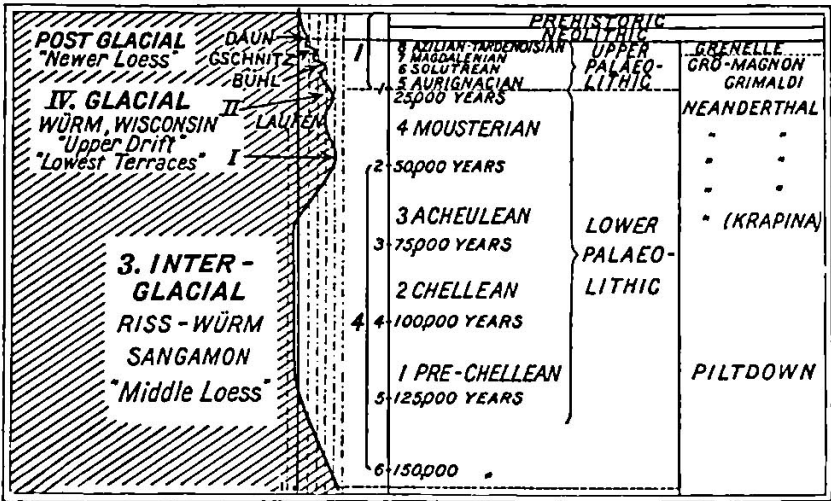 PREHISTORIC
NEOLITHIC
POST GLACIAL
"Newer Loess"
DAUN
GSCHNITZ
BÜHL
IV. GLACIAL
WÜRM, WISCONSIN
"Upper Drift"
"Lowest Terraces"
II
LAUFEN
I
3. INTER-
GLACIAL
RISS-WÜRM
SANGAMON
"Middle Loess"
1
4
8 AZILIAN-TARDENOISIAN
7 MAGDALENIAN
6 SOLUTREAN
5 AURIGNACIAN
1 25,000 YEARS
4 MOUSTERIAN
2 50,000 YEARS
3 ACHEULEAN
3 75,000 YEARS
2 CHELLEAN
4 100,000 YEARS
1 PRE-CHELLEAN
5 125,000 YEARS
6 150,000 "
UPPER
PALAEO-
LITHIC
LOWER
PALAEO-
LITHIC
GRENELLE
CRÔ-MAGNON
GRIMALDI
NEANDERTHAL
" "
" "
" "
" (KRAPINA)
PILTDOWN